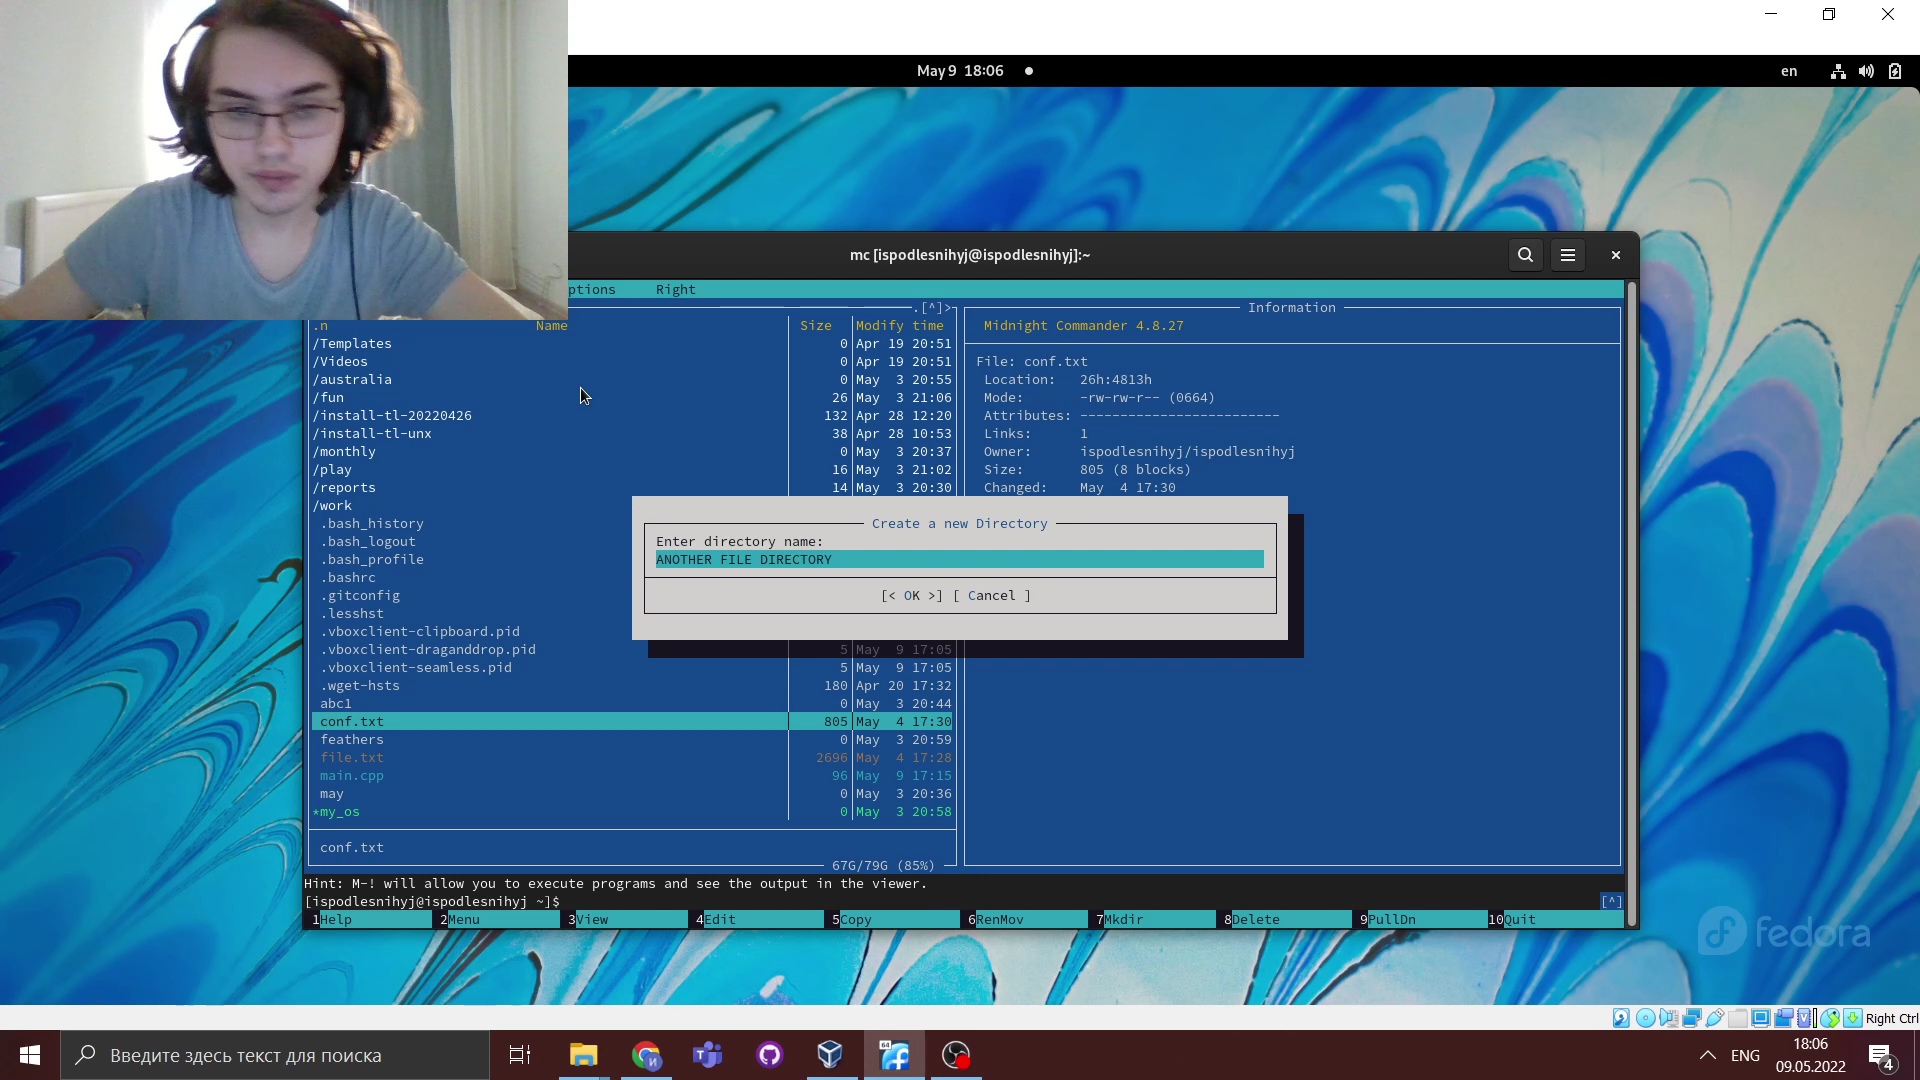 May 9 18:06
en
mc [ispodlesnihyj@ispodlesnihyj]:~
ptions Right
.[^]>
.n Name Size Modify time
/Templates 0 Apr 19 20:51
/Videos 0 Apr 19 20:51
/australia 0 May 3 20:55
/fun 26 May 3 21:06
/install-tl-20220426 132 Apr 28 12:20
/install-tl-unx 38 Apr 28 10:53
/monthly 0 May 3 20:37
/play 16 May 3 21:02
/reports 14 May 3 20:30
/work
.bash_history
.bash_logout
.bash_profile
.bashrc
.gitconfig
.lesshst
.vboxclient-clipboard.pid
.vboxclient-draganddrop.pid 5 May 9 17:05
.vboxclient-seamless.pid 5 May 9 17:05
.wget-hsts 180 Apr 20 17:32
abc1 0 May 3 20:44
conf.txt 805 May 4 17:30
feathers 0 May 3 20:59
file.txt 2696 May 4 17:28
main.cpp 96 May 9 17:15
may 0 May 3 20:36
*my_os 0 May 3 20:58
conf.txt
67G/79G (85%)
Information
Midnight Commander 4.8.27
File: conf.txt
Location: 26h:4813h
Mode: -rw-rw-r-- (0664)
Attributes: -------------------------
Links: 1
Owner: ispodlesnihyj/ispodlesnihyj
Size: 805 (8 blocks)
Changed: May 4 17:30
Create a new Directory
Enter directory name:
ANOTHER FILE DIRECTORY
[< OK >] [ Cancel ]
Hint: M-! will allow you to execute programs and see the output in the viewer.
[ispodlesnihyj@ispodlesnihyj ~]$ [^]
1Help 2Menu 3View 4Edit 5Copy 6RenMov 7Mkdir 8Delete 9PullDn 10Quit
fedora
Right Ctrl
Введите здесь текст для поиска
64
ENG
18:06
09.05.2022
4